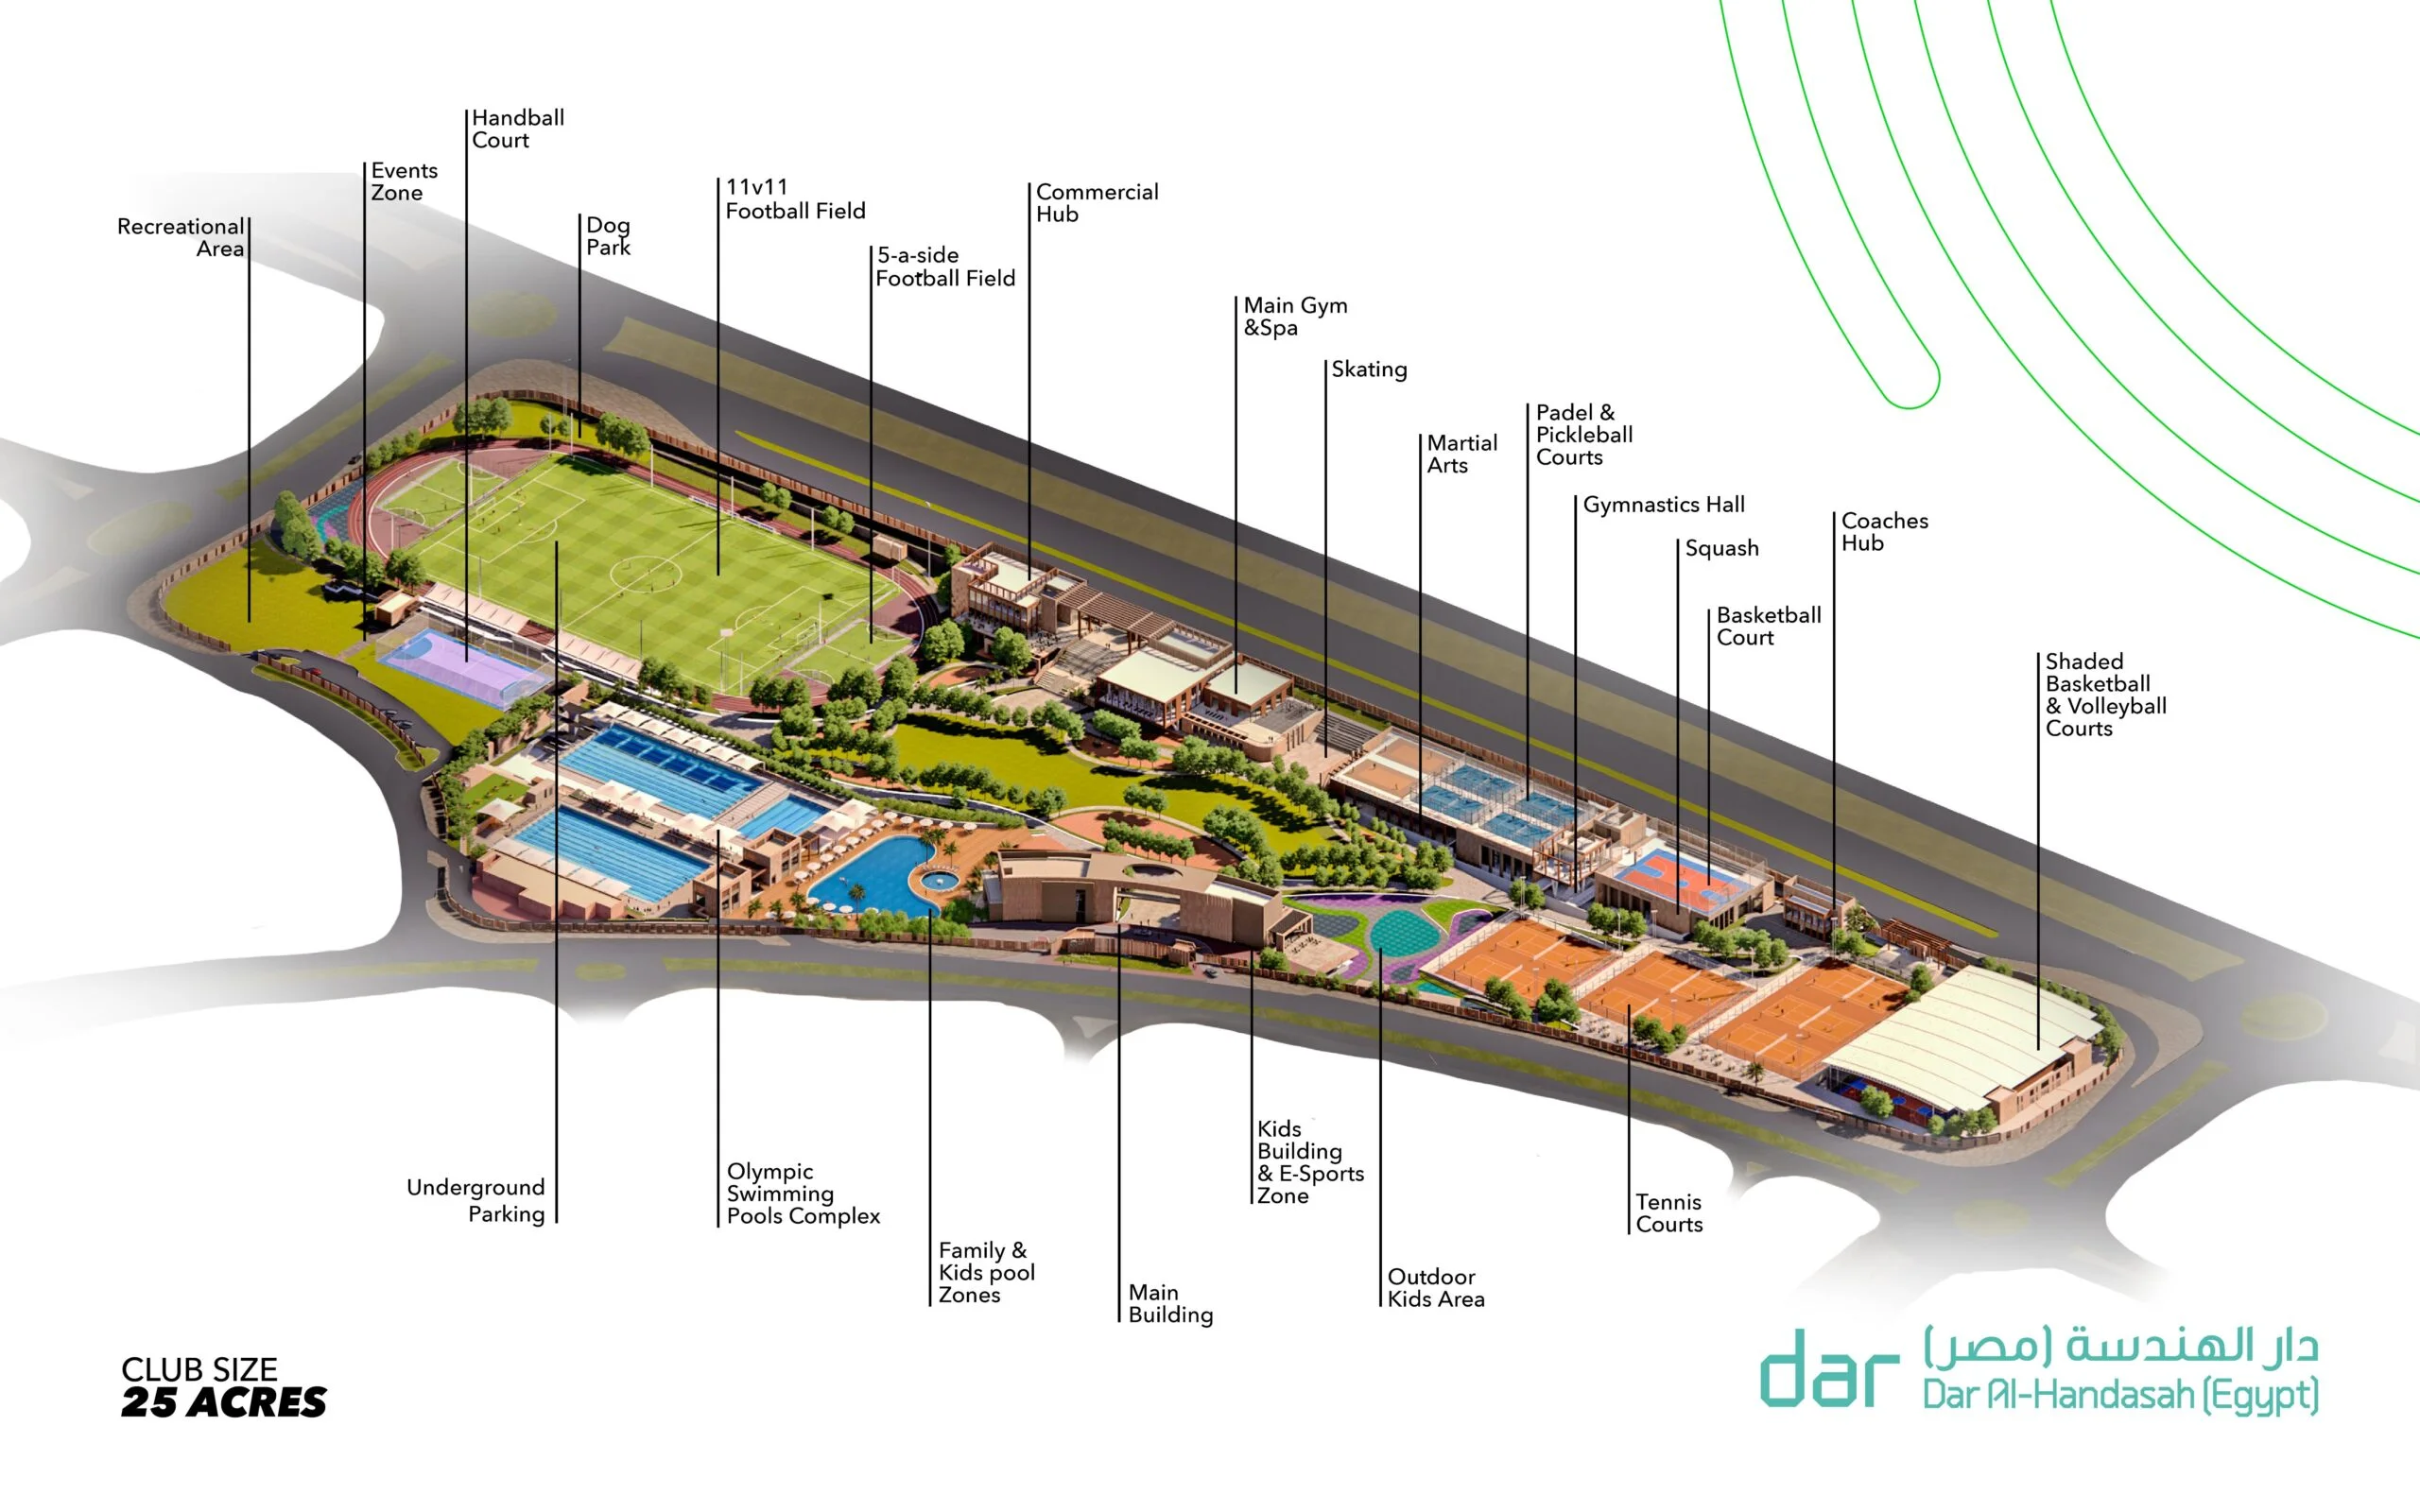 Handball
Court
Events
Zone
Recreational
Area
Dog
Park
11v11
Football Field
5-a-side
Football Field
Commercial
Hub
Main Gym
&Spa
Skating
Martial
Arts
Padel &
Pickleball
Courts
Gymnastics Hall
Squash
Basketball
Court
Coaches
Hub
Shaded
Basketball
& Volleyball
Courts
Underground
Parking
Olympic
Swimming
Pools Complex
Family &
Kids pool
Zones
Main
Building
Kids
Building
& E-Sports
Zone
Outdoor
Kids Area
Tennis
Courts
CLUB SIZE
25 ACRES
dar
دار الهندسة (مصر)
Dar Al-Handasah (Egypt)